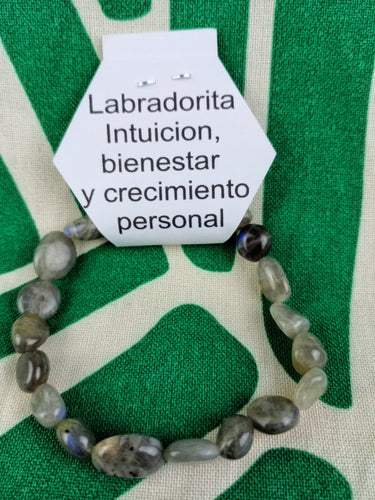 Labradorita
Intuicion,
bienestar
y crecimiento
personal